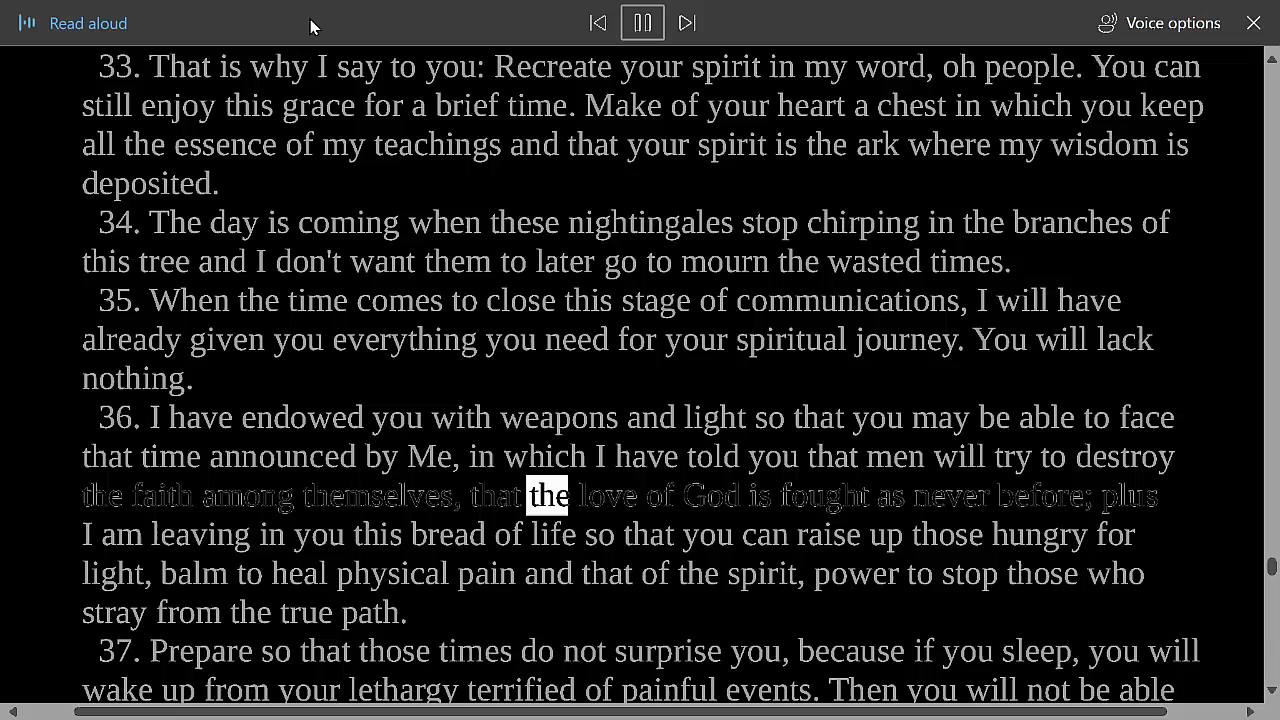 Read aloud
Voice options
33. That is why I say to you: Recreate your spirit in my word, oh people. You can
still enjoy this grace for a brief time. Make of your heart a chest in which you keep
all the essence of my teachings and that your spirit is the ark where my wisdom is
deposited.
34. The day is coming when these nightingales stop chirping in the branches of
this tree and I don't want them to later go to mourn the wasted times.
35. When the time comes to close this stage of communications, I will have
already given you everything you need for your spiritual journey. You will lack
nothing.
36. I have endowed you with weapons and light so that you may be able to face
that time announced by Me, in which I have told you that men will try to destroy
the faith among themselves, that the love of God is fought as never before; plus
I am leaving in you this bread of life so that you can raise up those hungry for
light, balm to heal physical pain and that of the spirit, power to stop those who
stray from the true path.
37. Prepare so that those times do not surprise you, because if you sleep, you will
wake up from your lethargy terrified of painful events. Then you will not be able